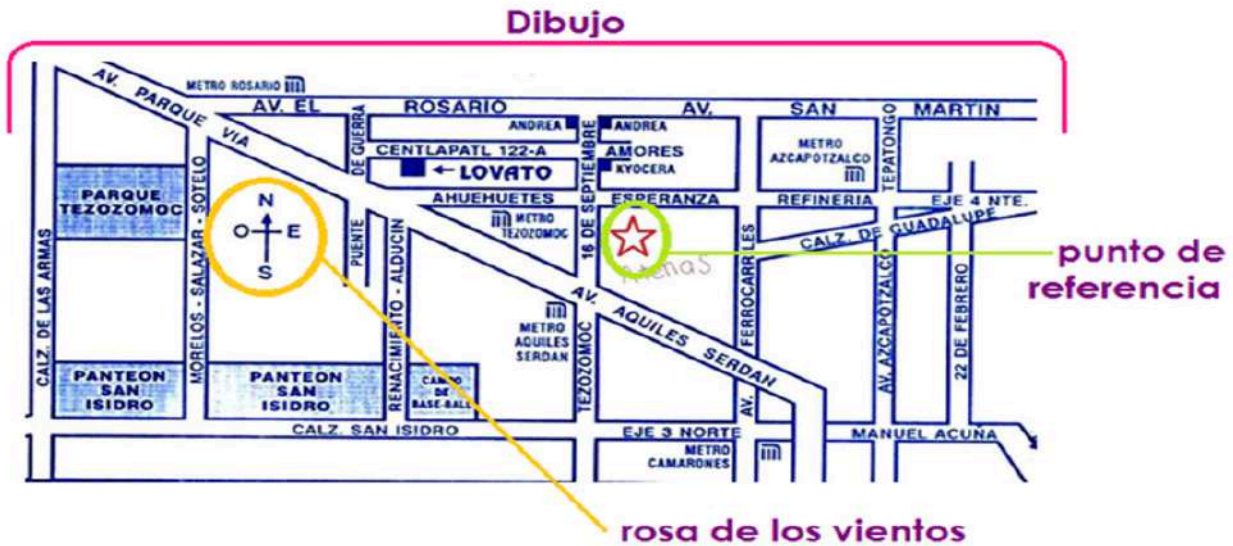 Dibujo
AV. PARQUE VIA
METRO ROSARIO
AV. EL ROSARIO
AV. SAN MARTIN
DE GUERRA
ANDREA
16 DE SEPTIEMBRE
ANDREA
METRO
AZCAPOTZALCO
TEPATONGO
CENTLAPATL 122-A
AMORES
← LOVATO
KYOCERA
PARQUE
TEZOZOMOC
AHUEHUETES
ESPERANZA
REFINERIA
EJE 4 NTE.
CALZ. DE GUADALUPE
MORELOS - SALAZAR - SOTELO
N
O E
S
PUENTE
METRO
TEZOZOMOC
Atenas
punto de
referencia
CALZ. DE LAS ARMAS
RENACIMIENTO - ALDUCIN
METRO
AQUILES
SERDAN
AV. AQUILES SERDAN
TEZOZOMOC
AV. FERROCARRILES
AV. AZCAPOTZALCO
22 DE FEBRERO
PANTEON
SAN
ISIDRO
PANTEON
SAN
ISIDRO
CAMPO
DE
BASE-BALL
CALZ. SAN ISIDRO
EJE 3 NORTE
MANUEL ACUÑA
METRO
CAMARONES
rosa de los vientos